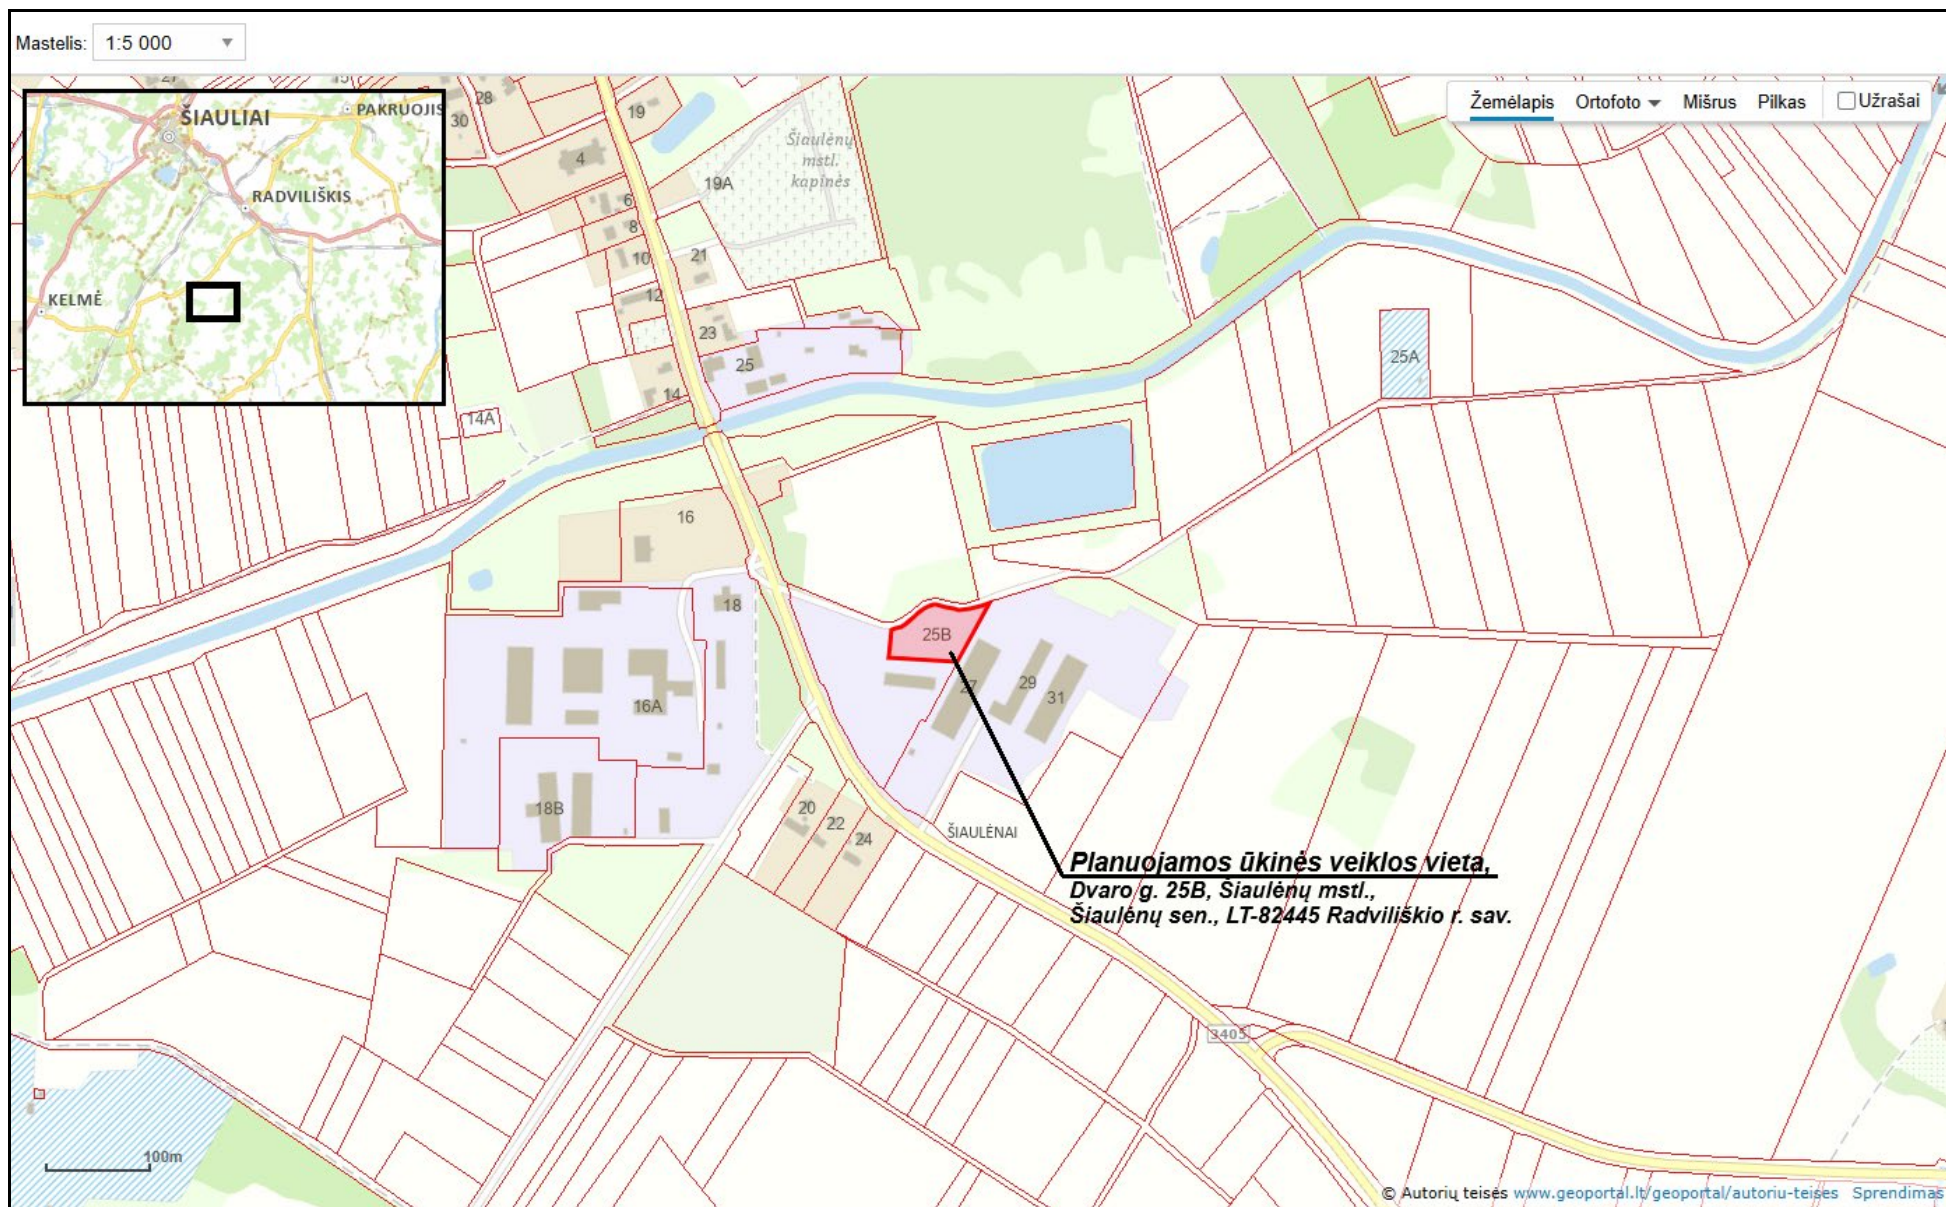 Mastelis: 1:5 000
Žemėlapis Ortofoto Mišrus Pilkas Užrašai
ŠIAULIAI
PAKRUOJIS
RADVILIŠKIS
KELMĖ
28
30
19
4
Šiaulėnų
mstl.
kapinės
19A
6
8
10
21
12
23
25
14
14A
25A
16
18
25B
27
29
31
16A
18B
20
22
24
ŠIAULĖNAI
Planuojamos ūkinės veiklos vieta,
Dvaro g. 25B, Šiaulėnų mstl.,
Šiaulėnų sen., LT-82445 Radviliškio r. sav.
3405
100m
© Autorių teisės www.geoportal.lt/geoportal/autoriu-teises Sprendimas